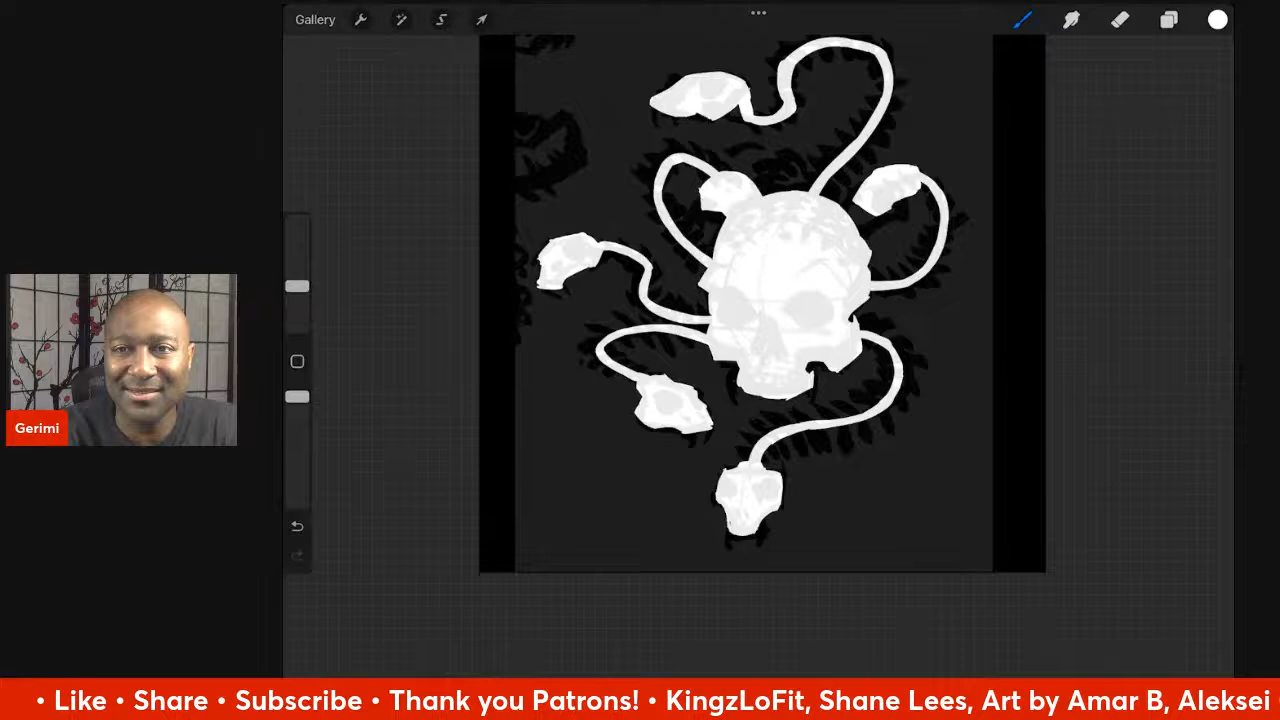 Gallery
Gerimi
• Like • Share • Subscribe • Thank you Patrons! • KingzLoFit, Shane Lees, Art by Amar B, Aleksei